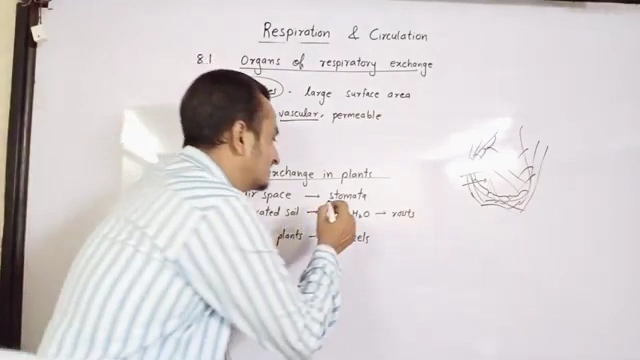 Respiration & Circulation
8.1 Organs of respiratory exchange
large surface area
vascular, permeable
exchange in plants
space → stomata
soil → H2O → roots
plants →